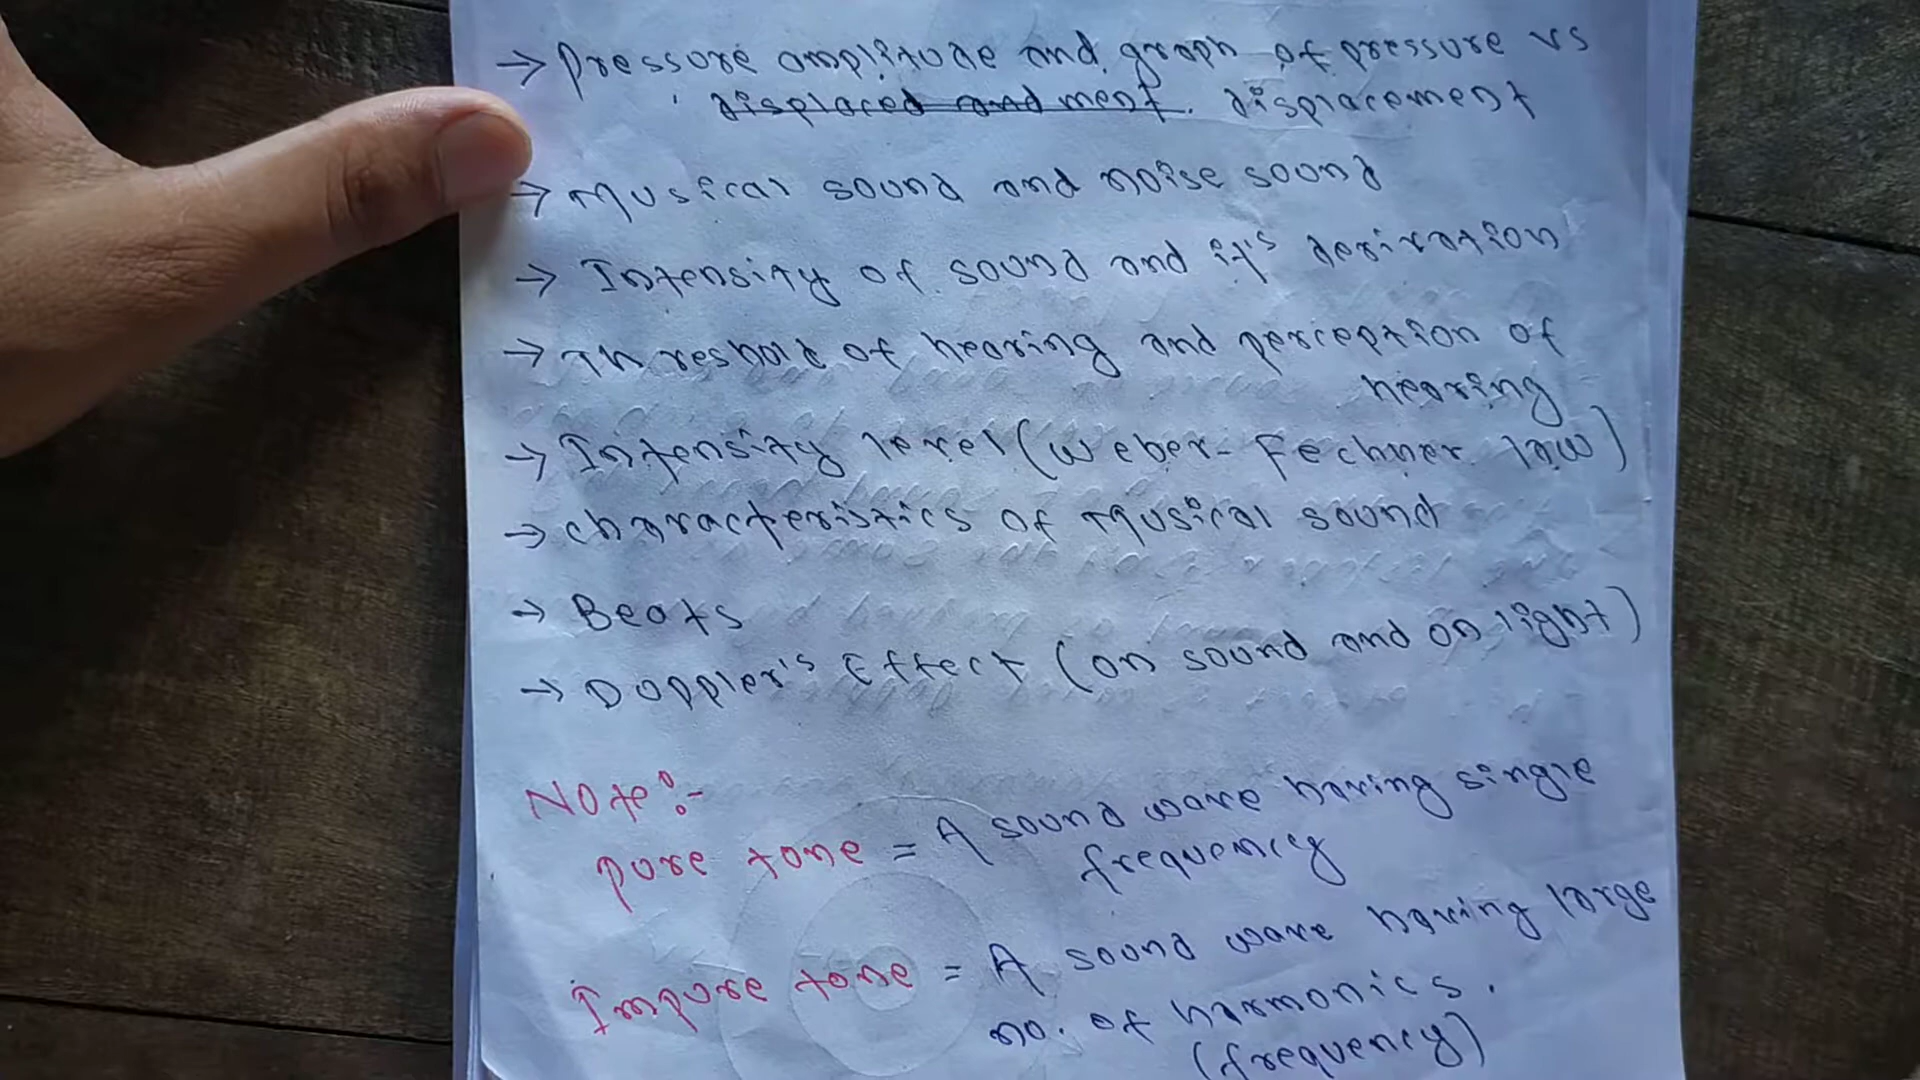 → Pressure amplitude and graph of pressure vs
displaced and ment. displacement
→ Musical sound and noise sound
→ Intensity of sound and it's derivation
→ Threshold of hearing and perception of
hearing
→ Intensity level (Weber-Fechner law)
→ characteristics of Musical sound
→ Beats
→ Doppler's Effect (on sound and on light)
Note:-
pure tone = A sound wave having single
frequency
Impure tone = A sound wave having large
no. of harmonics.
(frequency)